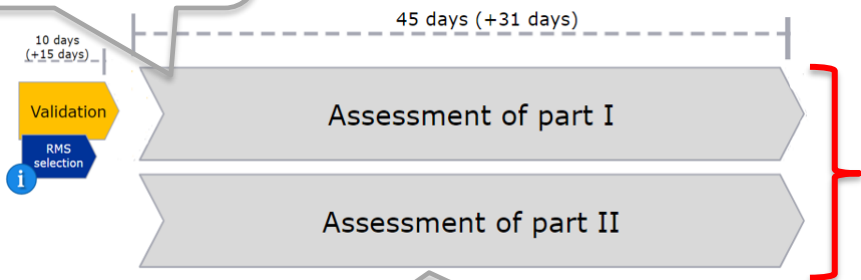 45 days (+31 days)
10 days
(+15 days)
Validation
Assessment of part I
RMS
selection
i
Assessment of part II